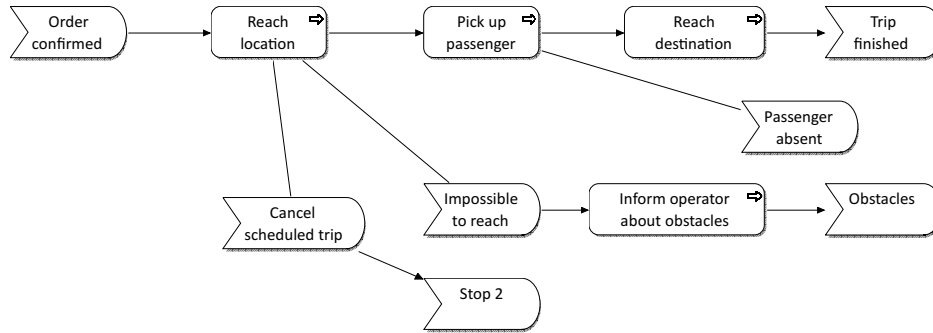 Order
confirmed
Reach
location
Pick up
passenger
Reach
destination
Trip
finished
Passenger
absent
Cancel
scheduled trip
Impossible
to reach
Inform operator
about obstacles
Obstacles
Stop 2